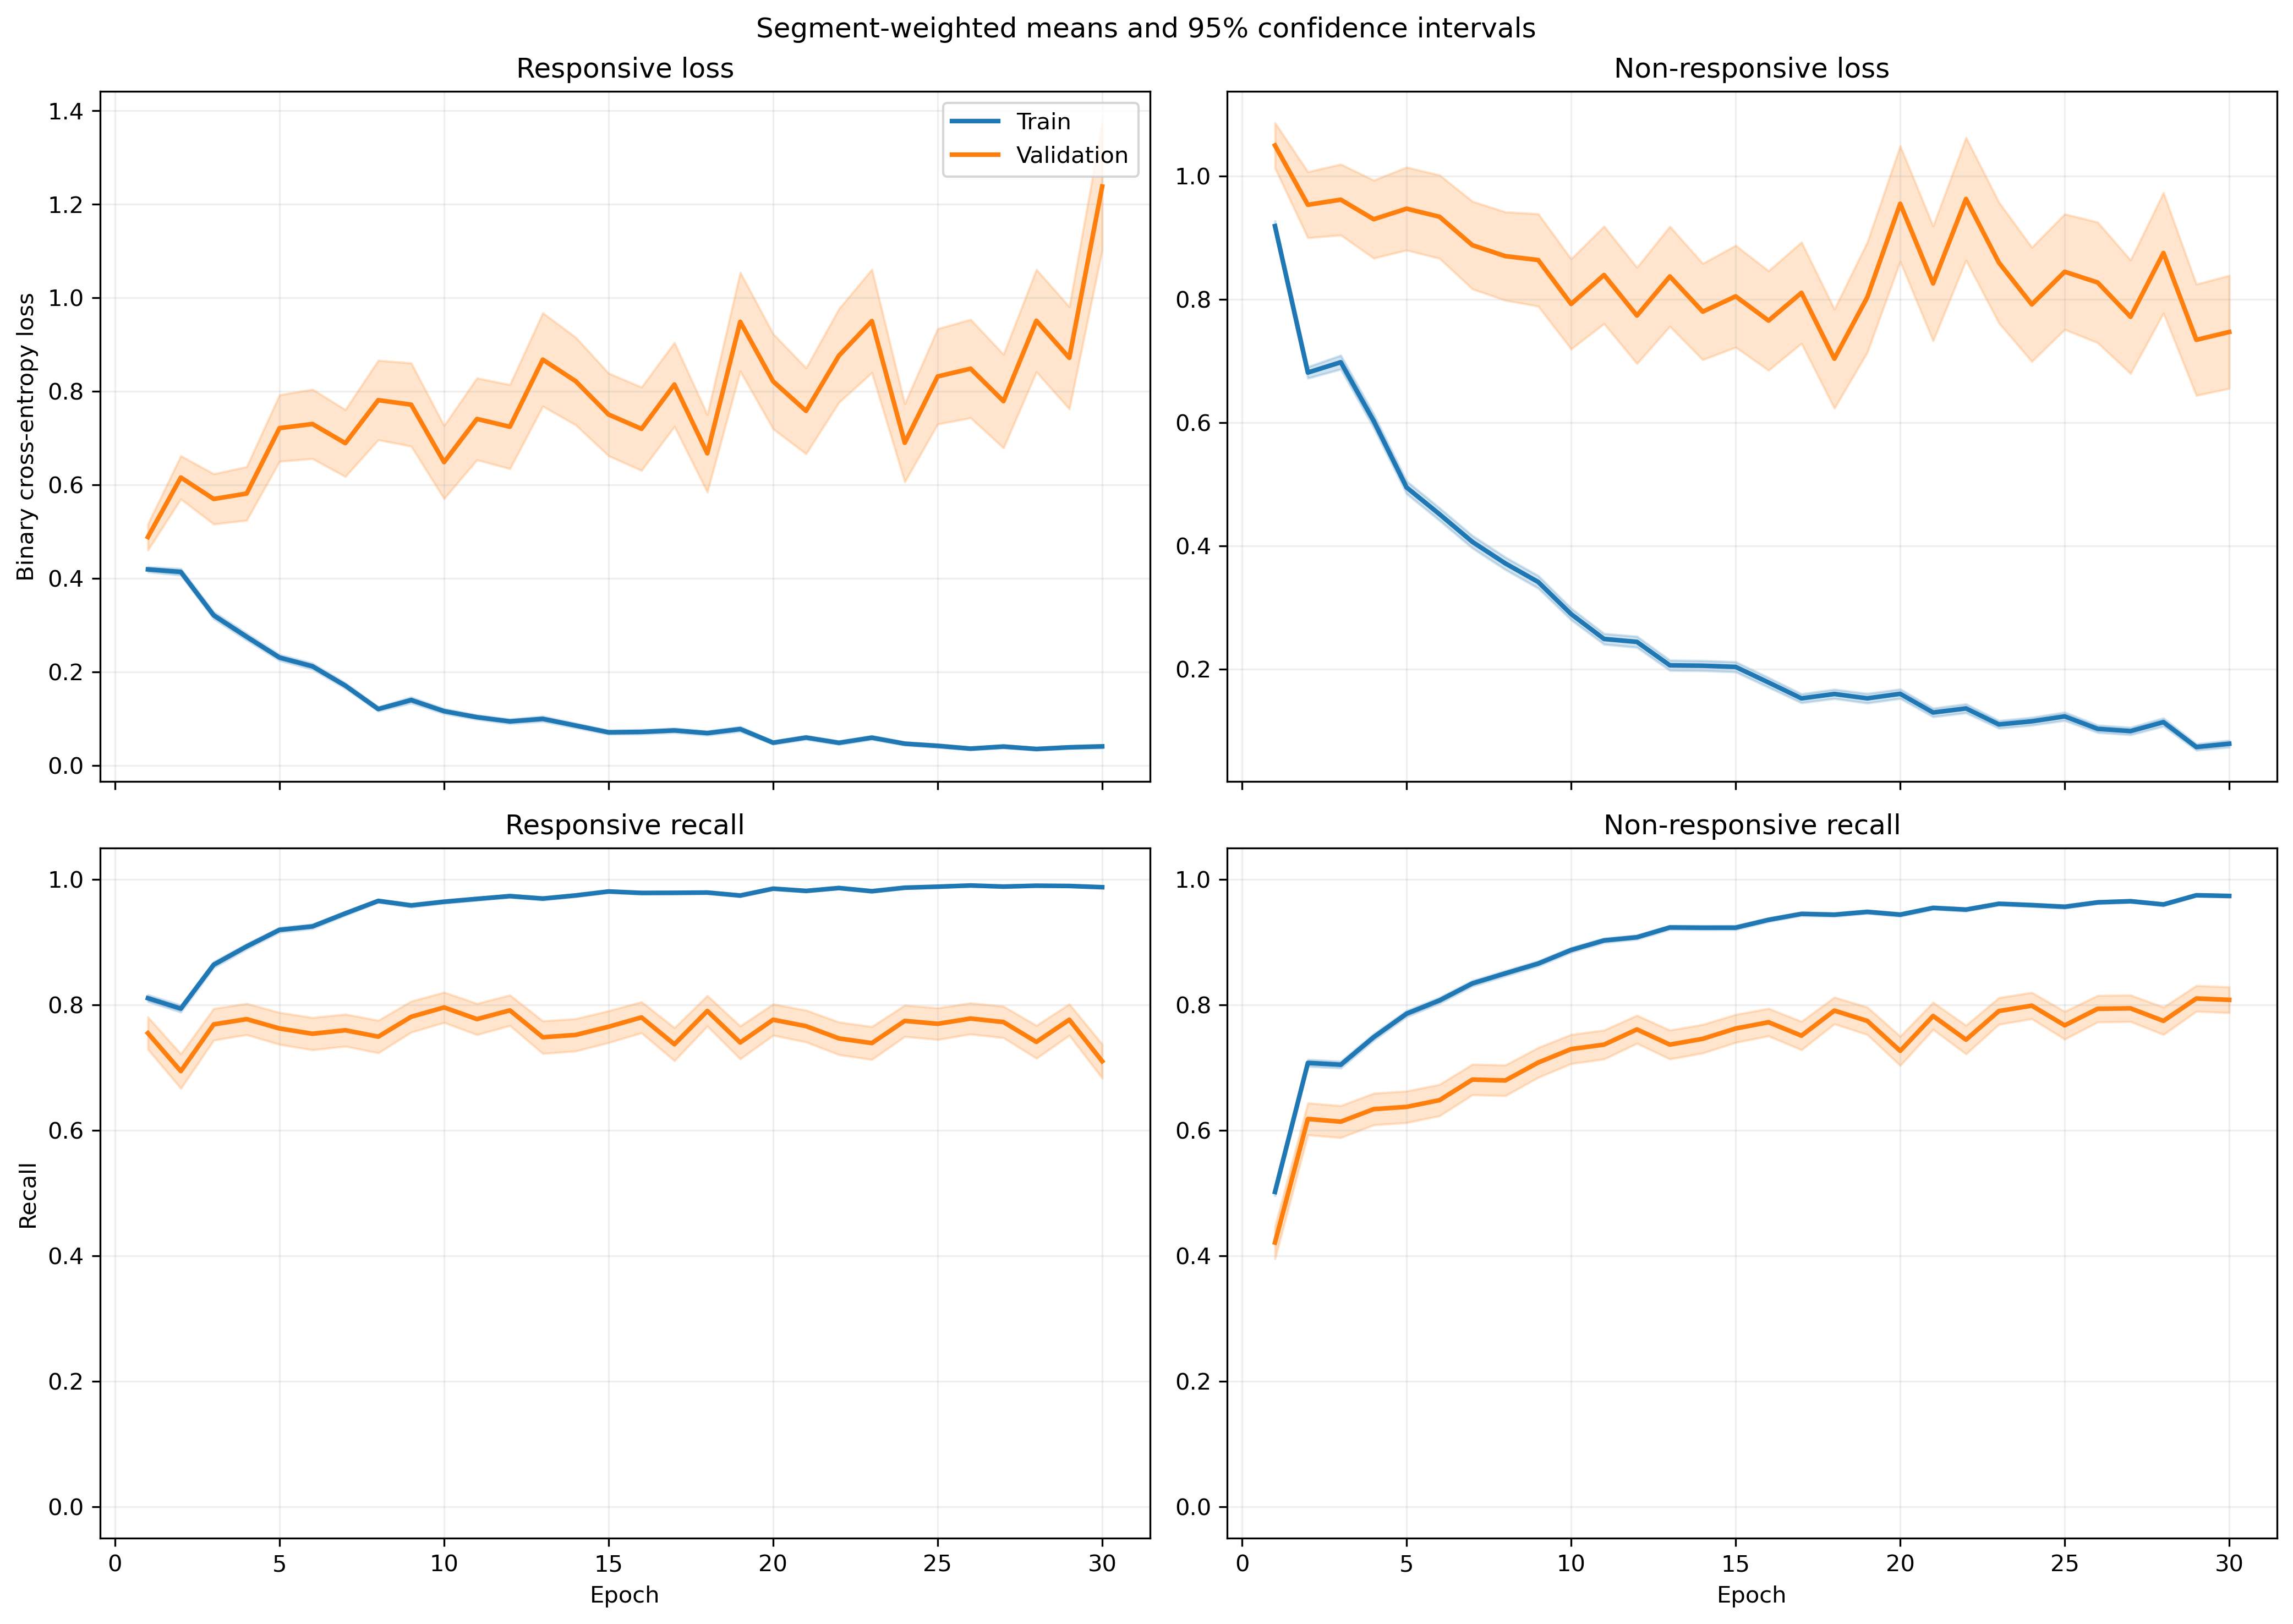 Segment-weighted means and 95% confidence intervals
Responsive loss
Non-responsive loss
Binary cross-entropy loss
1.4
1.2
1.0
0.8
0.6
0.4
0.2
0.0
Train
Validation
1.0
0.8
0.6
0.4
0.2
Responsive recall
Non-responsive recall
Recall
1.0
0.8
0.6
0.4
0.2
0.0
0 5 10 15 20 25 30
Epoch
1.0
0.8
0.6
0.4
0.2
0.0
0 5 10 15 20 25 30
Epoch